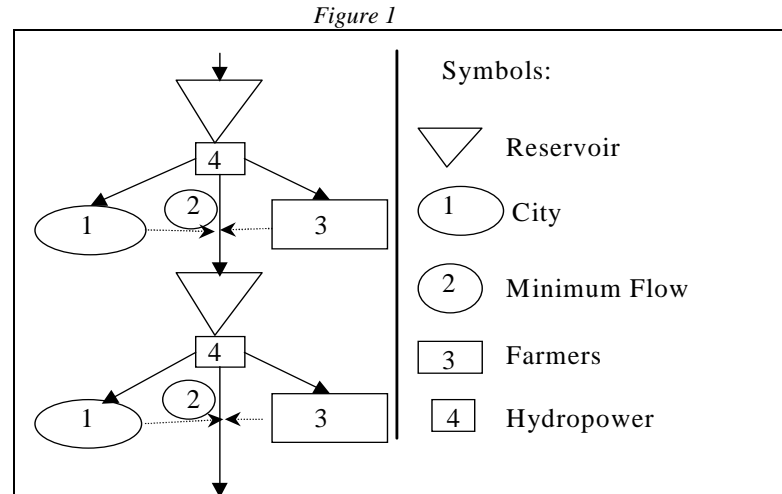 Figure 1
Symbols:
4
Reservoir
1
2
3
1
City
2
Minimum Flow
4
3
Farmers
1
2
3
4
Hydropower